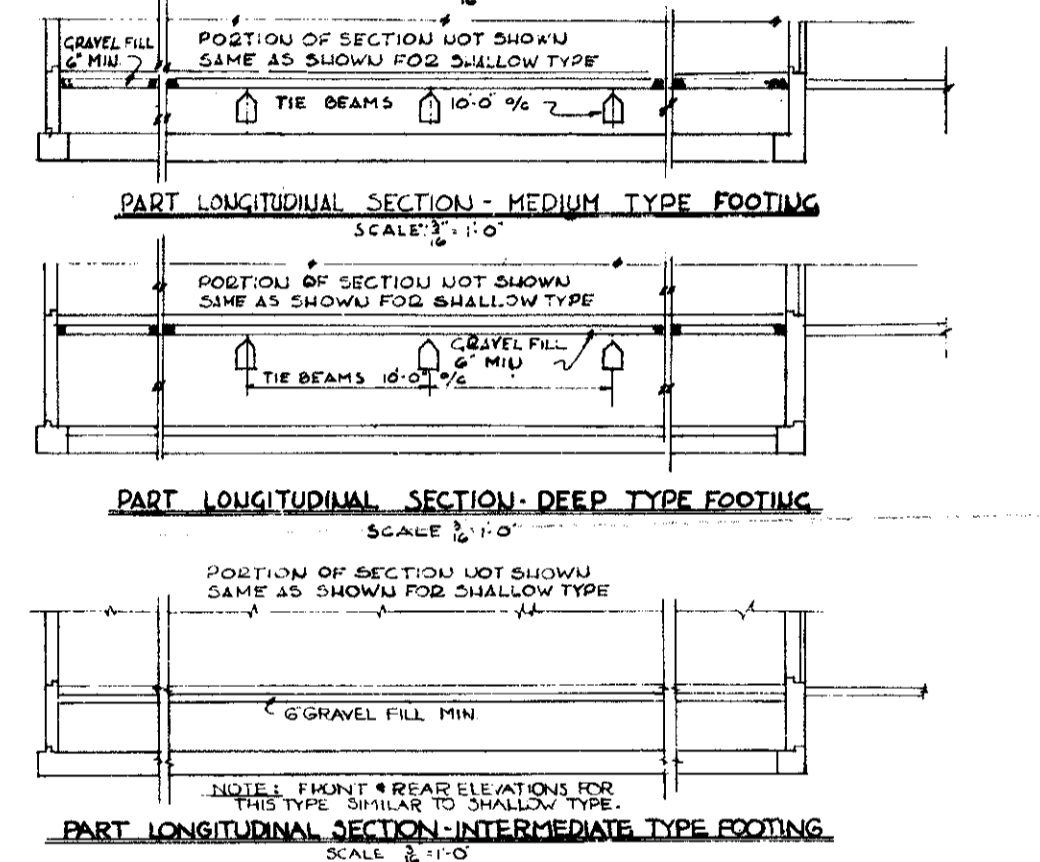 16
GRAVEL FILL
6" MIN.
PORTION OF SECTION NOT SHOWN
SAME AS SHOWN FOR SHALLOW TYPE
TIE BEAMS 10'-0" o/c
PART LONGITUDINAL SECTION - MEDIUM TYPE FOOTING
SCALE: 3/16" = 1'-0"
PORTION OF SECTION NOT SHOWN
SAME AS SHOWN FOR SHALLOW TYPE
GRAVEL FILL
6" MIN.
TIE BEAMS 10'-0" o/c
PART LONGITUDINAL SECTION - DEEP TYPE FOOTING
SCALE 3/16 1'-0"
PORTION OF SECTION NOT SHOWN
SAME AS SHOWN FOR SHALLOW TYPE
6" GRAVEL FILL MIN.
NOTE: FRONT & REAR ELEVATIONS FOR
THIS TYPE SIMILAR TO SHALLOW TYPE.
PART LONGITUDINAL SECTION - INTERMEDIATE TYPE FOOTING
SCALE 3/16 = 1'-0"